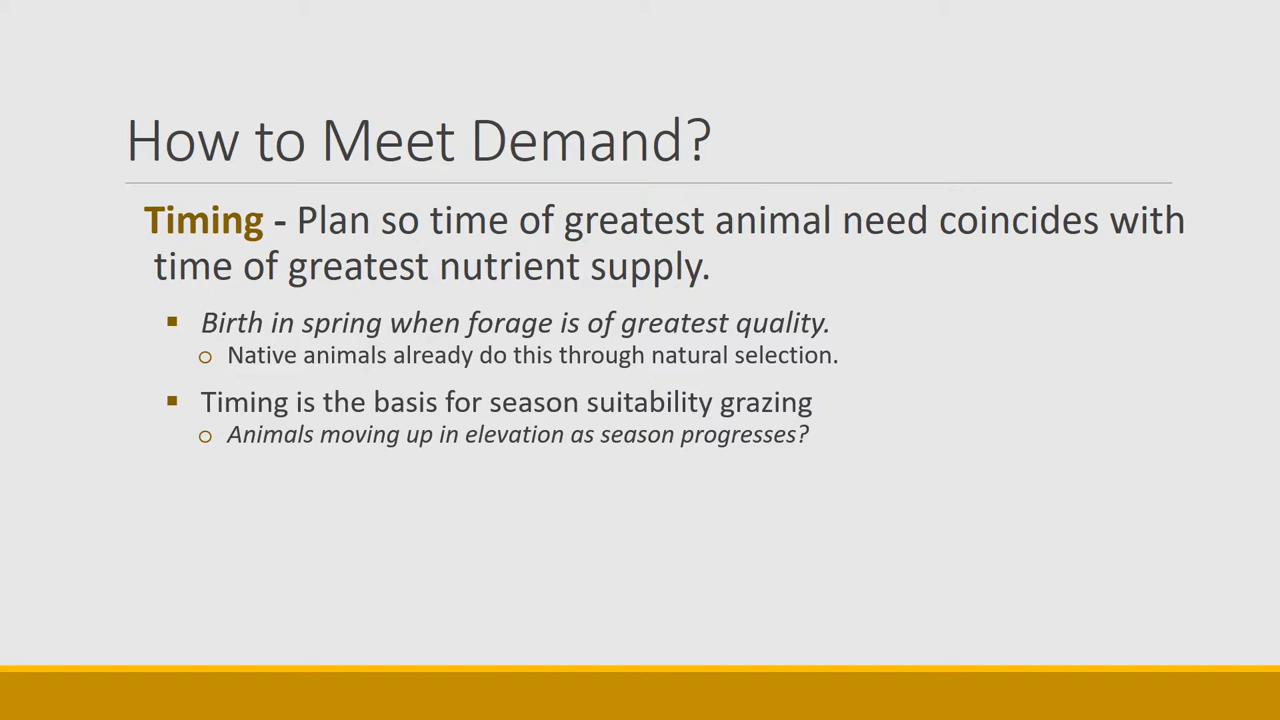 How to Meet Demand?
Timing - Plan so time of greatest animal need coincides with
time of greatest nutrient supply.
▪ Birth in spring when forage is of greatest quality.
o Native animals already do this through natural selection.
▪ Timing is the basis for season suitability grazing
o Animals moving up in elevation as season progresses?